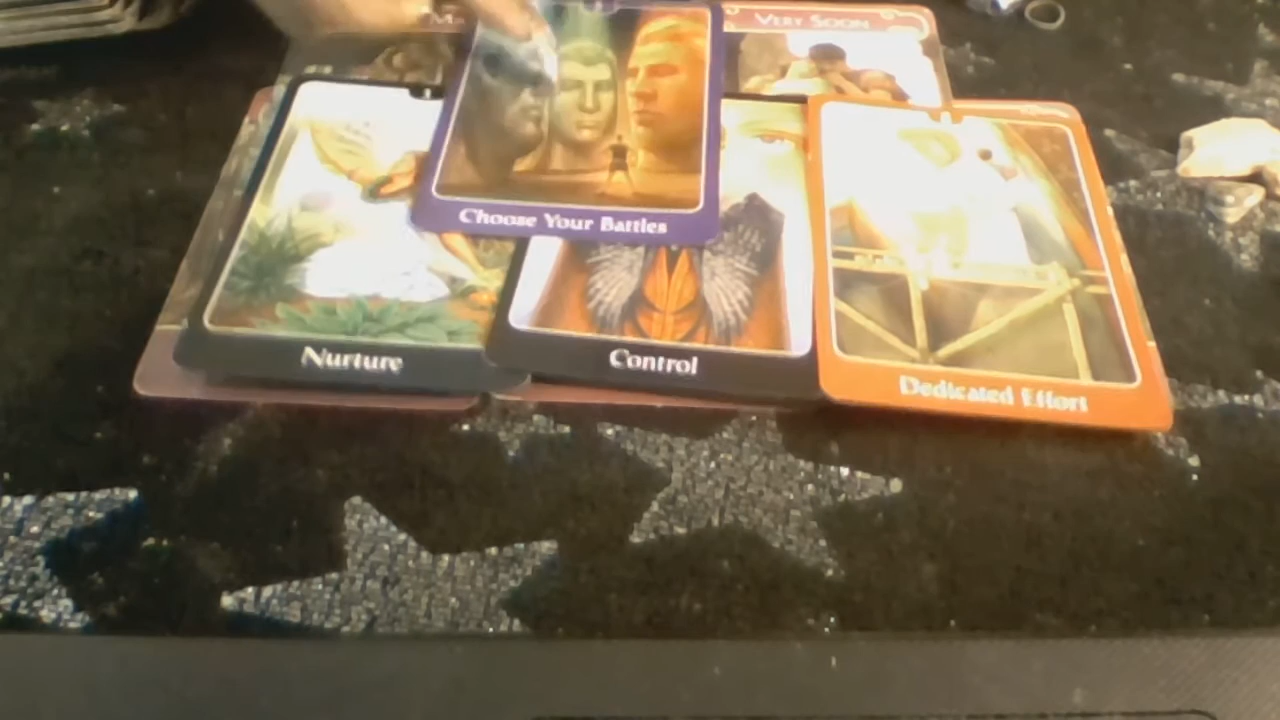 Very Soon
Choose Your Battles
Nurture
Control
Dedicated Effort